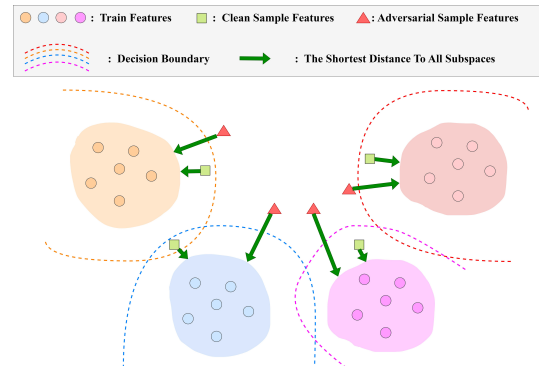 : Train Features : Clean Sample Features : Adversarial Sample Features
: Decision Boundary : The Shortest Distance To All Subspaces